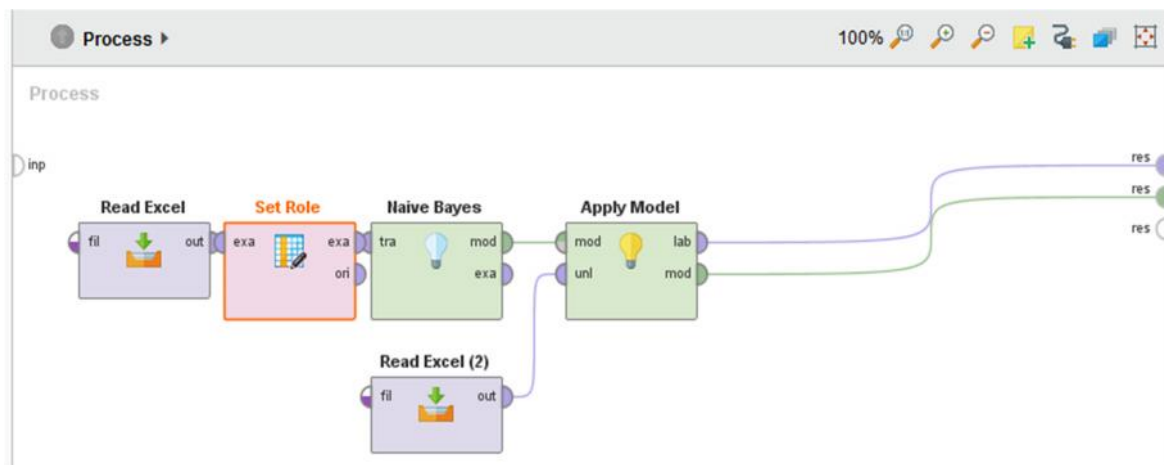 Process
100%
Process
inp
res
res
res
Read Excel
Set Role
Naive Bayes
Apply Model
fil
out
exa
exa
ori
tra
mod
exa
mod
lab
unl
mod
Read Excel (2)
fil
out